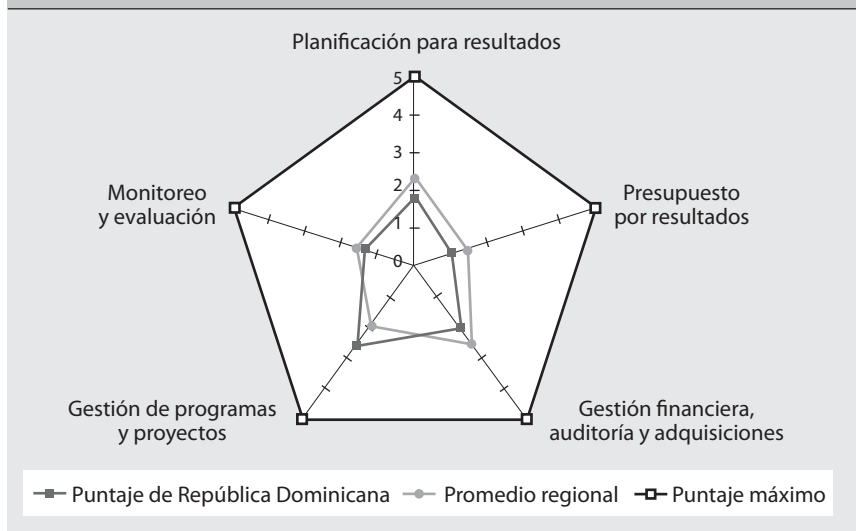 Planificación para resultados
5
4
3
2
1
0
Monitoreo
y evaluación
Presupuesto
por resultados
Gestión de programas
y proyectos
Gestión financiera,
auditoría y adquisiciones
Puntaje de República Dominicana Promedio regional Puntaje máximo